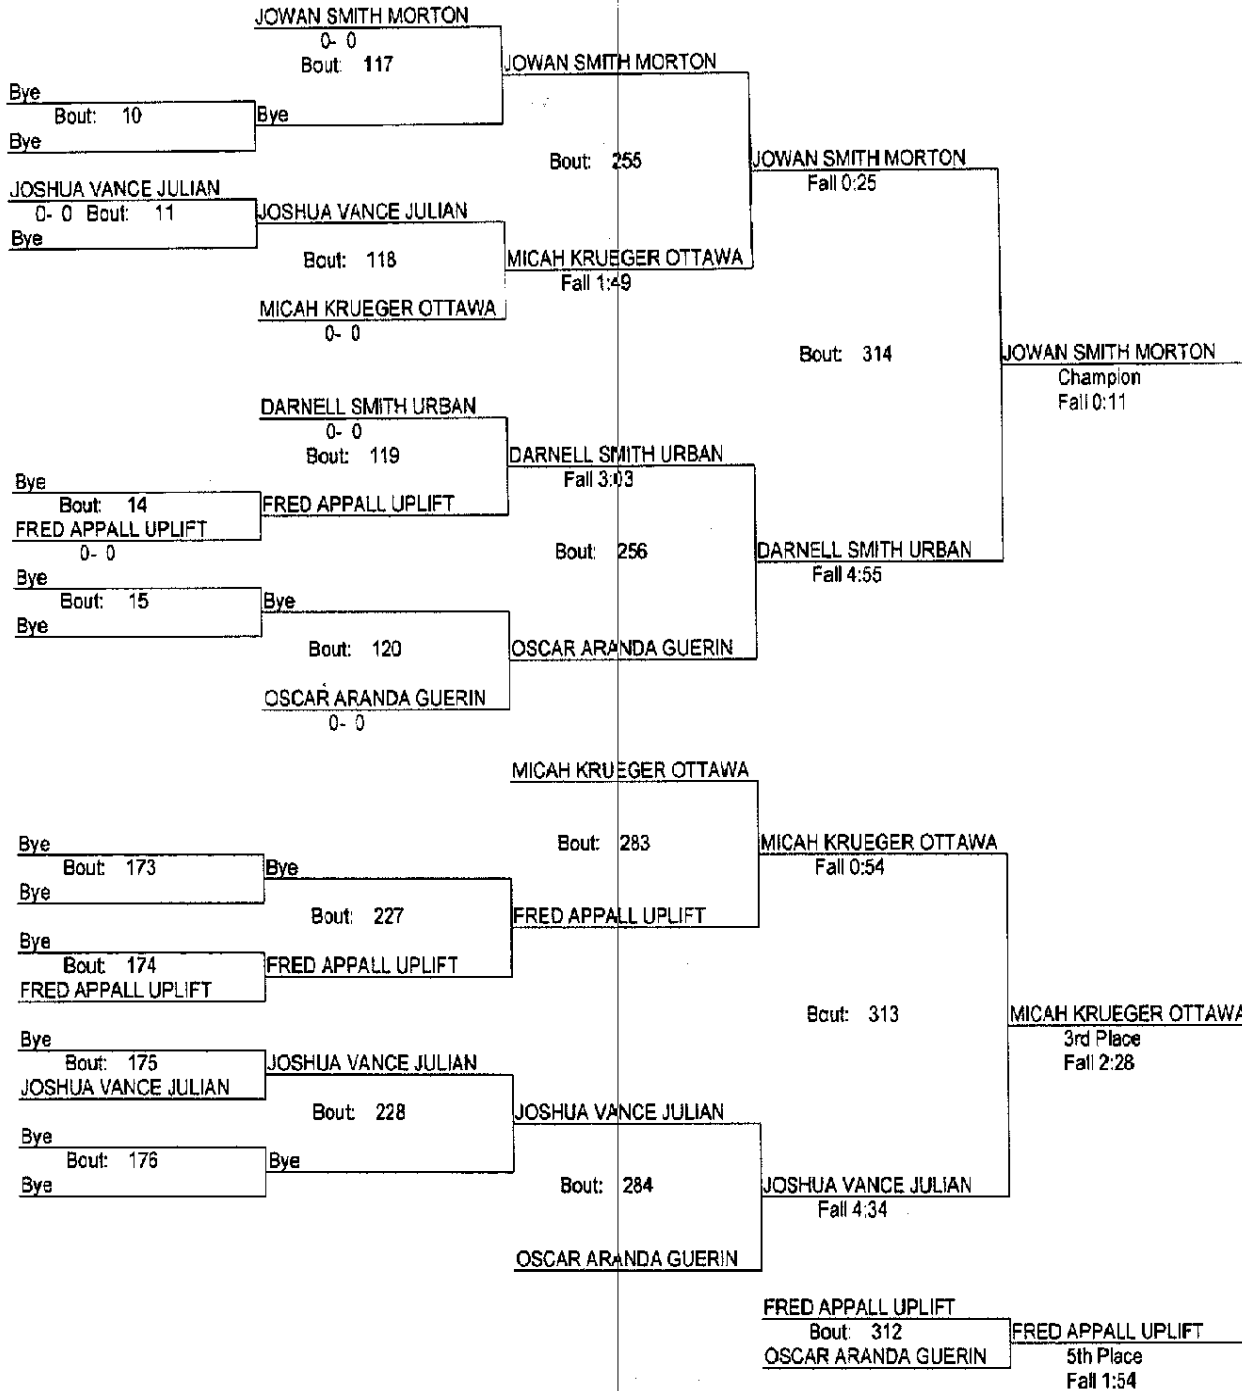 JOWAN SMITH MORTON
0- 0
Bout: 117
JOWAN SMITH MORTON
Bye
Bout: 10
Bye
Bye
Bout: 255
JOWAN SMITH MORTON
Fall 0:25
JOSHUA VANCE JULIAN
0- 0 Bout: 11
JOSHUA VANCE JULIAN
Bye
Bout: 118
MICAH KRUEGER OTTAWA
Fall 1:49
MICAH KRUEGER OTTAWA
0- 0
Bout: 314
JOWAN SMITH MORTON
Champion
Fall 0:11
DARNELL SMITH URBAN
0- 0
Bout: 119
DARNELL SMITH URBAN
Fall 3:03
Bye
Bout: 14
FRED APPALL UPLIFT
FRED APPALL UPLIFT
0- 0
Bout: 256
DARNELL SMITH URBAN
Fall 4:55
Bye
Bout: 15
Bye
Bye
Bout: 120
OSCAR ARANDA GUERIN
OSCAR ARANDA GUERIN
0- 0
MICAH KRUEGER OTTAWA
Bout: 283
MICAH KRUEGER OTTAWA
Fall 0:54
Bye
Bout: 173
Bye
Bye
Bout: 227
FRED APPALL UPLIFT
Bye
Bout: 174
FRED APPALL UPLIFT
FRED APPALL UPLIFT
Bout: 313
MICAH KRUEGER OTTAWA
3rd Place
Fall 2:28
Bye
Bout: 175
JOSHUA VANCE JULIAN
JOSHUA VANCE JULIAN
Bout: 228
JOSHUA VANCE JULIAN
Bye
Bout: 176
Bye
Bye
Bout: 284
JOSHUA VANCE JULIAN
Fall 4:34
OSCAR ARANDA GUERIN
FRED APPALL UPLIFT
Bout: 312
FRED APPALL UPLIFT
OSCAR ARANDA GUERIN
5th Place
Fall 1:54